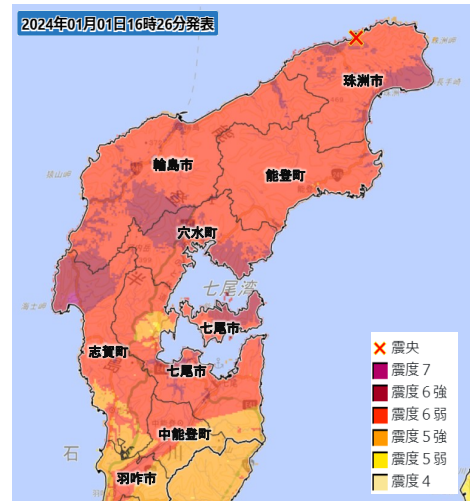 2024年01月01日16時26分発表
珠洲市
輪島市
能登町
穴水町
七尾湾
七尾市
志賀町
七尾市
中能登町
石
川
羽咋市
震央
震度7
震度6強
震度6弱
震度5強
震度5弱
震度4